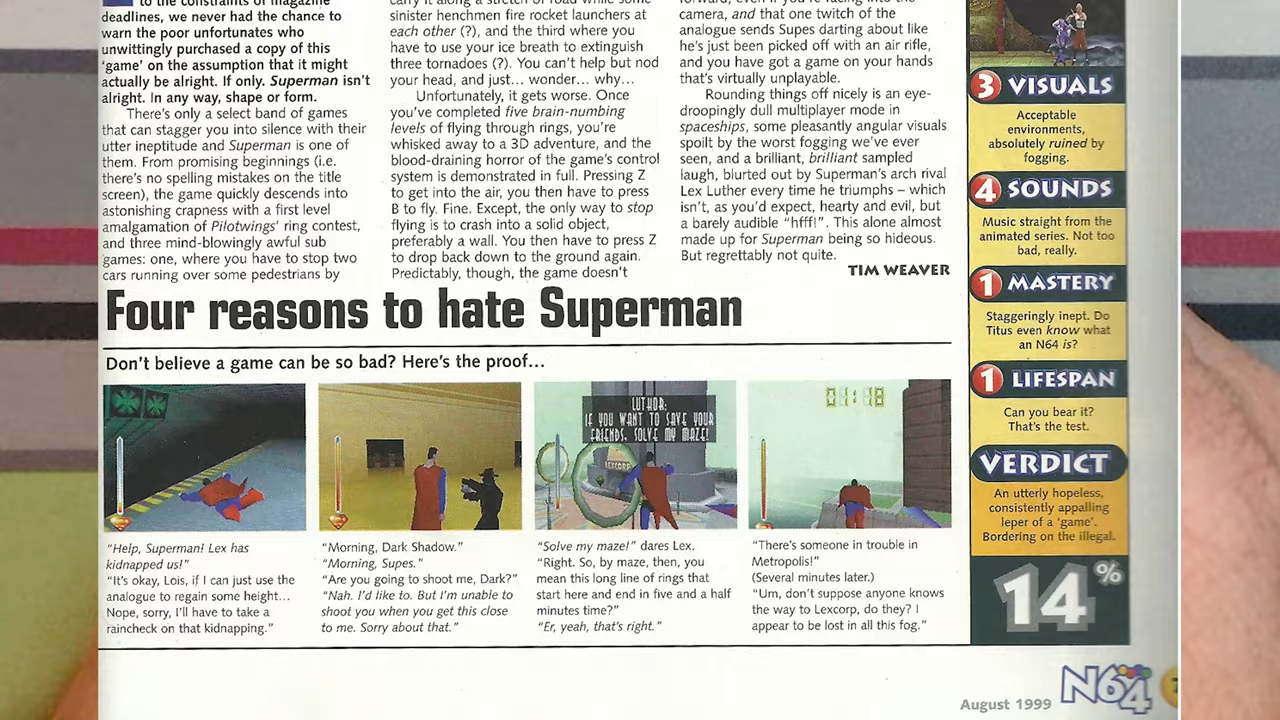 to the constraints of magazine
deadlines, we never had the chance to
warn the poor unfortunates who
unwittingly purchased a copy of this
'game' on the assumption that it might
actually be alright. If only. Superman isn't
alright. In any way, shape or form.
There's only a select band of games
that can stagger you into silence with their
utter ineptitude and Superman is one of
them. From promising beginnings (i.e.
there's no spelling mistakes on the title
screen), the game quickly descends into
astonishing crapness with a first level
amalgamation of Pilotwings' ring contest,
and three mind-blowingly awful sub
games: one, where you have to stop two
cars running over some pedestrians by
carry it along a stretch of road while some
sinister henchmen fire rocket launchers at
each other (?), and the third where you
have to use your ice breath to extinguish
three tornadoes (?). You can't help but nod
your head, and just... wonder... why...
Unfortunately, it gets worse. Once
you've completed five brain-numbing
levels of flying through rings, you're
whisked away to a 3D adventure, and the
blood-draining horror of the game's control
system is demonstrated in full. Pressing Z
to get into the air, you then have to press
B to fly. Fine. Except, the only way to stop
flying is to crash into a solid object,
preferably a wall. You then have to press Z
to drop back down to the ground again.
Predictably, though, the game doesn't
forward, even if you're facing into the
camera, and that one twitch of the
analogue sends Supes darting about like
he's just been picked off with an air rifle,
and you have got a game on your hands
that's virtually unplayable.
Rounding things off nicely is an eye-
droopingly dull multiplayer mode in
spaceships, some pleasantly angular visuals
spoilt by the worst fogging we've ever
seen, and a brilliant, brilliant sampled
laugh, blurted out by Superman's arch rival
Lex Luther every time he triumphs – which
isn't, as you'd expect, hearty and evil, but
a barely audible "hfff!". This alone almost
made up for Superman being so hideous.
But regrettably not quite.
TIM WEAVER
3 VISUALS
Acceptable
environments,
absolutely ruined by
fogging.
4 SOUNDS
Music straight from the
animated series. Not too
bad, really.
1 MASTERY
Staggeringly inept. Do
Titus even know what
an N64 is?
1 LIFESPAN
Can you bear it?
That's the test.
VERDICT
An utterly hopeless,
consistently appalling
leper of a 'game'.
Bordering on the illegal.
14%
Four reasons to hate Superman
Don't believe a game can be so bad? Here's the proof...
LUTHOR:
IF YOU WANT TO SAVE YOUR
FRIENDS, SOLVE MY MAZE!
LEXCORP
01:18
"Help, Superman! Lex has
kidnapped us!"
"It's okay, Lois, if I can just use the
analogue to regain some height...
Nope, sorry, I'll have to take a
raincheck on that kidnapping."
"Morning, Dark Shadow."
"Morning, Supes."
"Are you going to shoot me, Dark?"
"Nah. I'd like to. But I'm unable to
shoot you when you get this close
to me. Sorry about that."
"Solve my maze!" dares Lex.
"Right. So, by maze, then, you
mean this long line of rings that
start here and end in five and a half
minutes time?"
"Er, yeah, that's right."
"There's someone in trouble in
Metropolis!"
(Several minutes later.)
"Um, don't suppose anyone knows
the way to Lexcorp, do they? I
appear to be lost in all this fog."
August 1999 N64